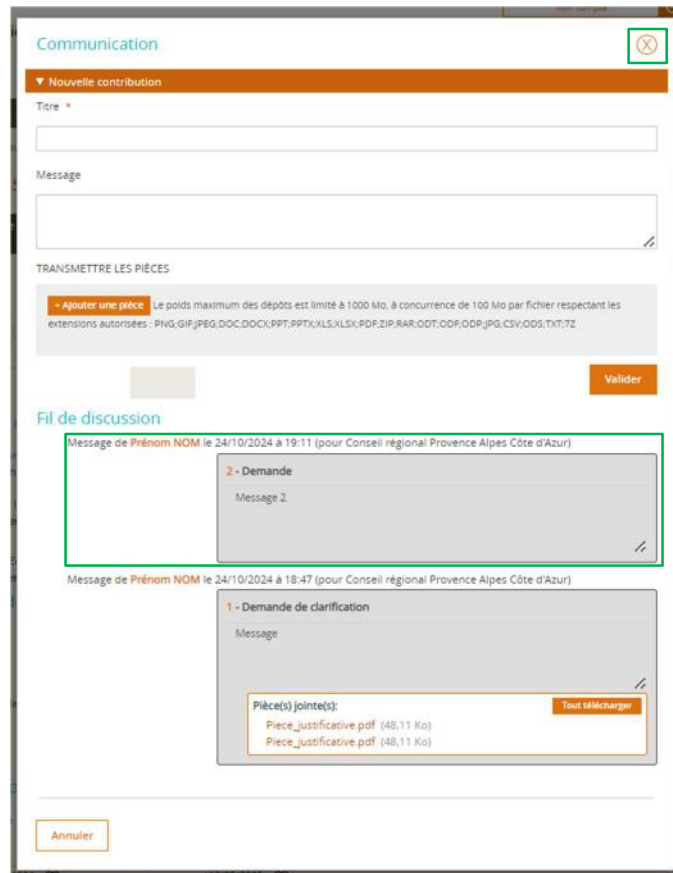 Communication
X
▼ Nouvelle contribution
Titre *
Message
TRANSMETTRE LES PIÈCES
+ Ajouter une pièce Le poids maximum des dépôts est limité à 1000 Mo, à concurrence de 100 Mo par fichier respectant les
extensions autorisées : PNG;GIF;JPEG;DOC;DOCX;PPT;PPTX;XLS;XLSX;PDF;ZIP;RAR;ODT;ODF;ODP;JPG;CSV;ODS;TXT;7Z
Valider
Fil de discussion
Message de Prénom NOM le 24/10/2024 à 19:11 (pour Conseil régional Provence Alpes Côte d'Azur)
2 - Demande
Message 2
Message de Prénom NOM le 24/10/2024 à 18:47 (pour Conseil régional Provence Alpes Côte d'Azur)
1 - Demande de clarification
Message
Pièce(s) jointe(s):
Tout télécharger
Piece_justificative.pdf (48,11 Ko)
Piece_justificative.pdf (48,11 Ko)
Annuler